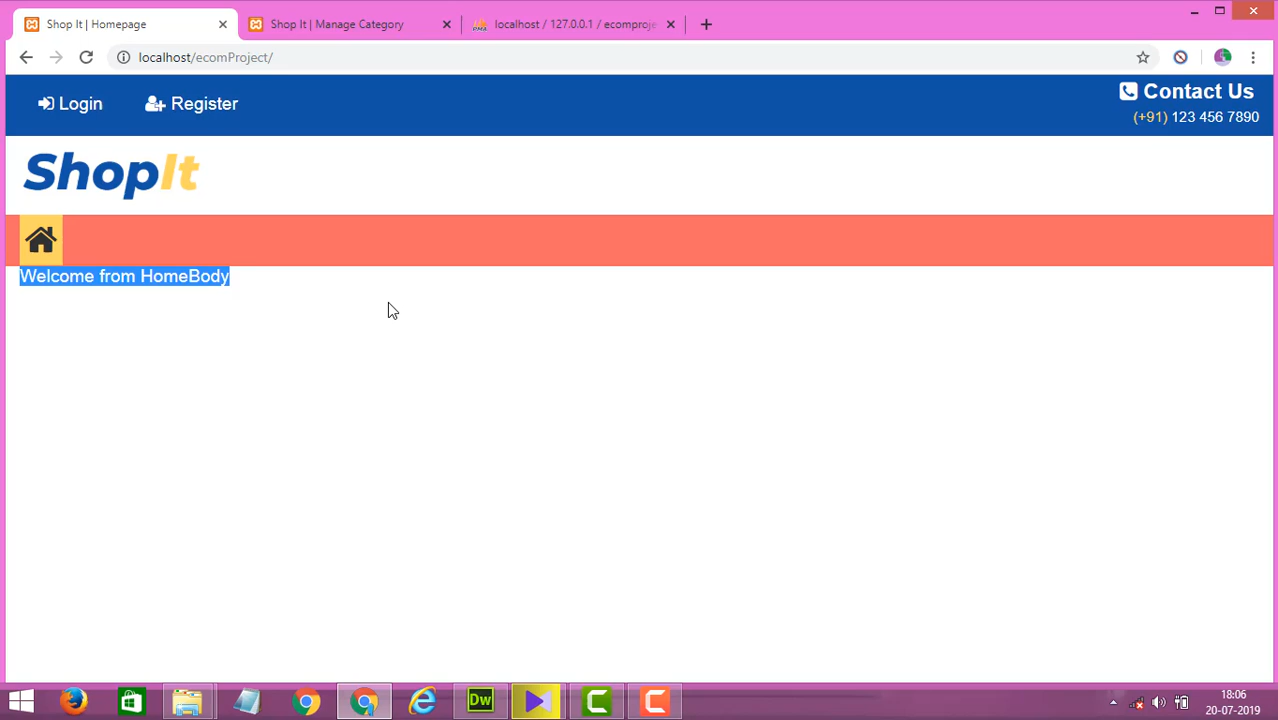 Shop It | Homepage
Shop It | Manage Category
localhost / 127.0.0.1 / ecomproje
localhost/ecomProject/
Login
Register
Contact Us
(+91) 123 456 7890
ShopIt
Welcome from HomeBody
Dw
18:06
20-07-2019